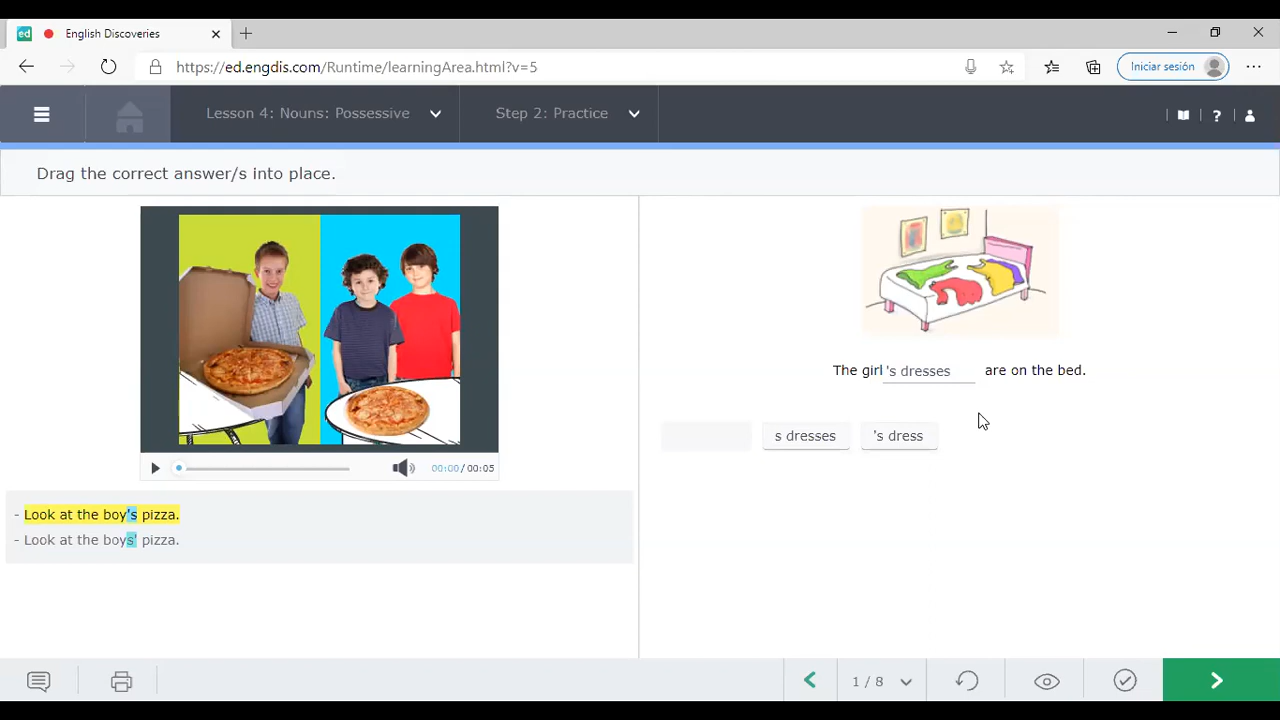 English Discoveries
https://ed.engdis.com/Runtime/learningArea.html?v=5
Iniciar sesión
Lesson 4: Nouns: Possessive
Step 2: Practice
?
Drag the correct answer/s into place.
The girl 's dresses are on the bed.
s dresses
's dress
00:00 / 00:05
- Look at the boy's pizza.
- Look at the boys' pizza.
1 / 8